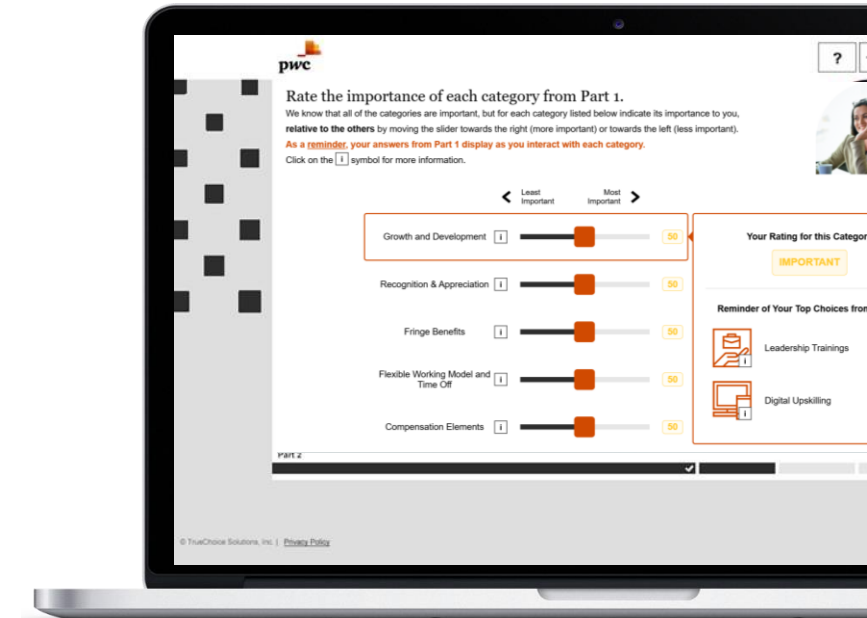 pwc
?
Rate the importance of each category from Part 1.
We know that all of the categories are important, but for each category listed below indicate its importance to you,
relative to the others by moving the slider towards the right (more important) or towards the left (less important).
As a reminder, your answers from Part 1 display as you interact with each category.
Click on the i symbol for more information.
Least Important
Most Important
Growth and Development i 50
Recognition & Appreciation i 50
Fringe Benefits i 50
Flexible Working Model and
Time Off i 50
Compensation Elements i 50
Your Rating for this Categor
IMPORTANT
Reminder of Your Top Choices from
Leadership Trainings
i
Digital Upskilling
i
Part 2
© TrueChoice Solutions, Inc. | Privacy Policy